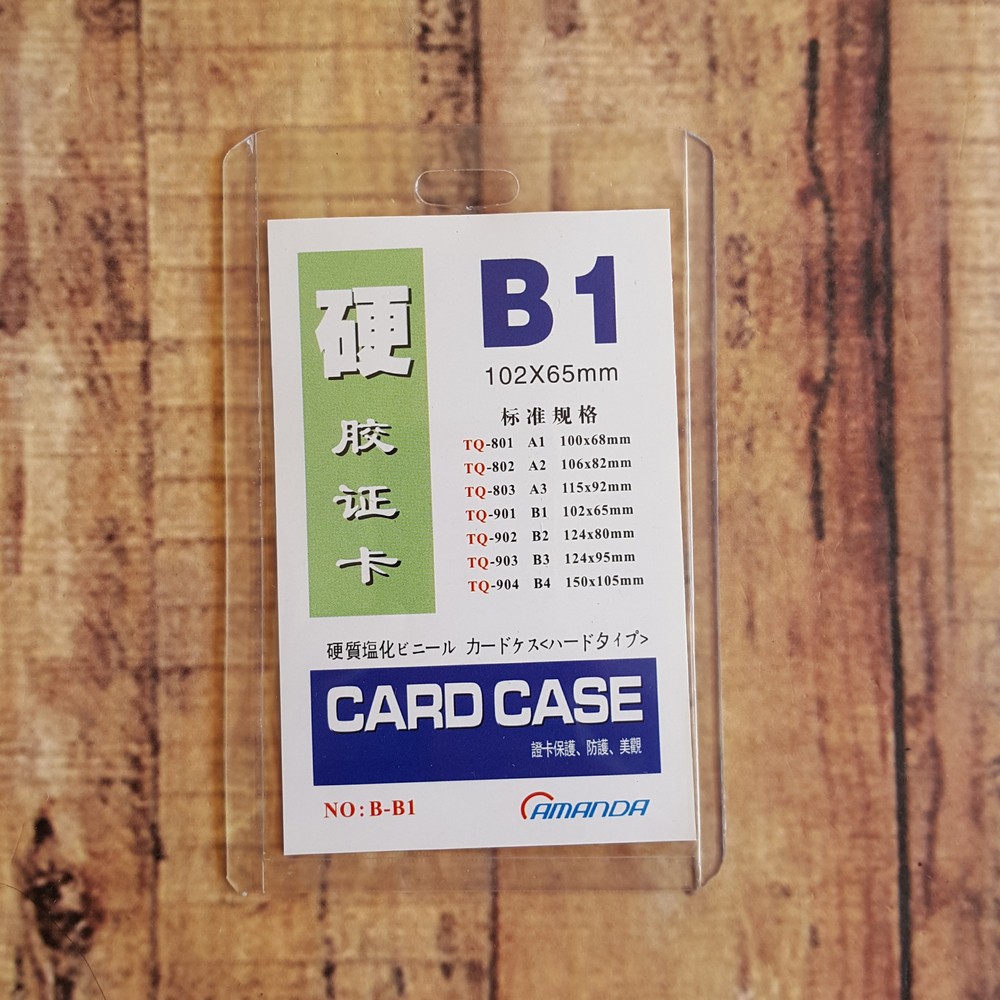 硬
胶
证
卡
B1
102X65mm
标准规格
TQ-801 A1 100x68mm
TQ-802 A2 106x82mm
TQ-803 A3 115x92mm
TQ-901 B1 102x65mm
TQ-902 B2 124x80mm
TQ-903 B3 124x95mm
TQ-904 B4 150x105mm
硬質塩化ビニール カードケス<ハードタイプ>
CARD CASE
證卡保護、防護、美觀
NO: B-B1
AMANDA